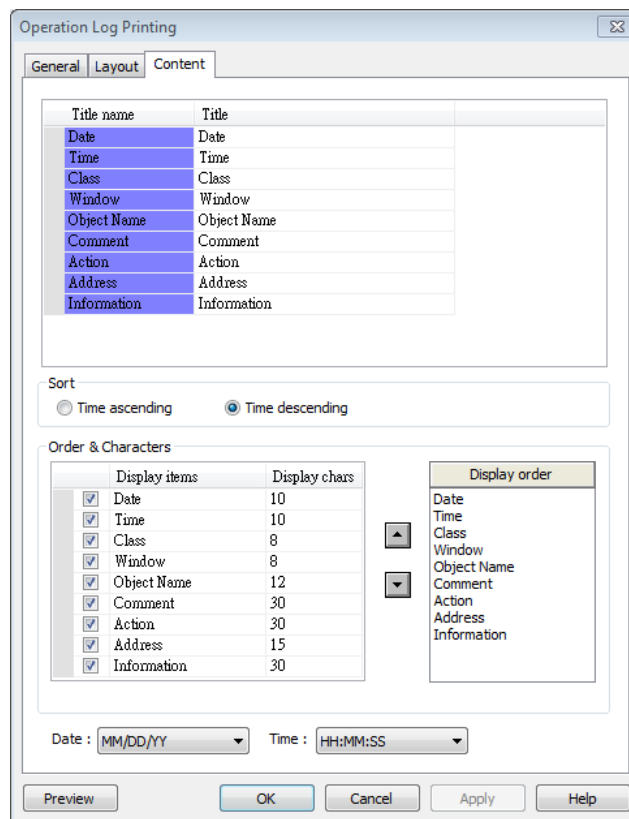 Operation Log Printing
General Layout Content
Title name Title
Date Date
Time Time
Class Class
Window Window
Object Name Object Name
Comment Comment
Action Action
Address Address
Information Information
Sort
Time ascending Time descending
Order & Characters
Display items Display chars
Date 10
Time 10
Class 8
Window 8
Object Name 12
Comment 30
Action 30
Address 15
Information 30
Display order
Date
Time
Class
Window
Object Name
Comment
Action
Address
Information
Date : MM/DD/YY Time : HH:MM:SS
Preview OK Cancel Apply Help